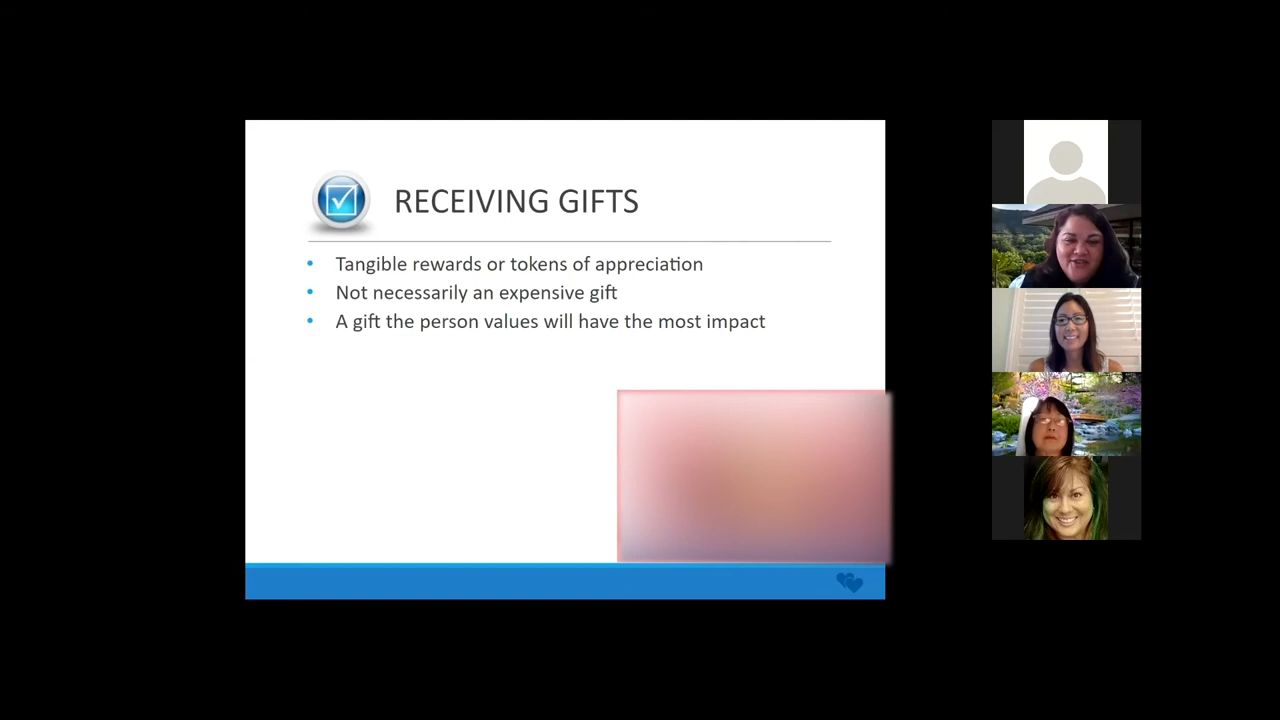 RECEIVING GIFTS
Tangible rewards or tokens of appreciation
Not necessarily an expensive gift
A gift the person values will have the most impact